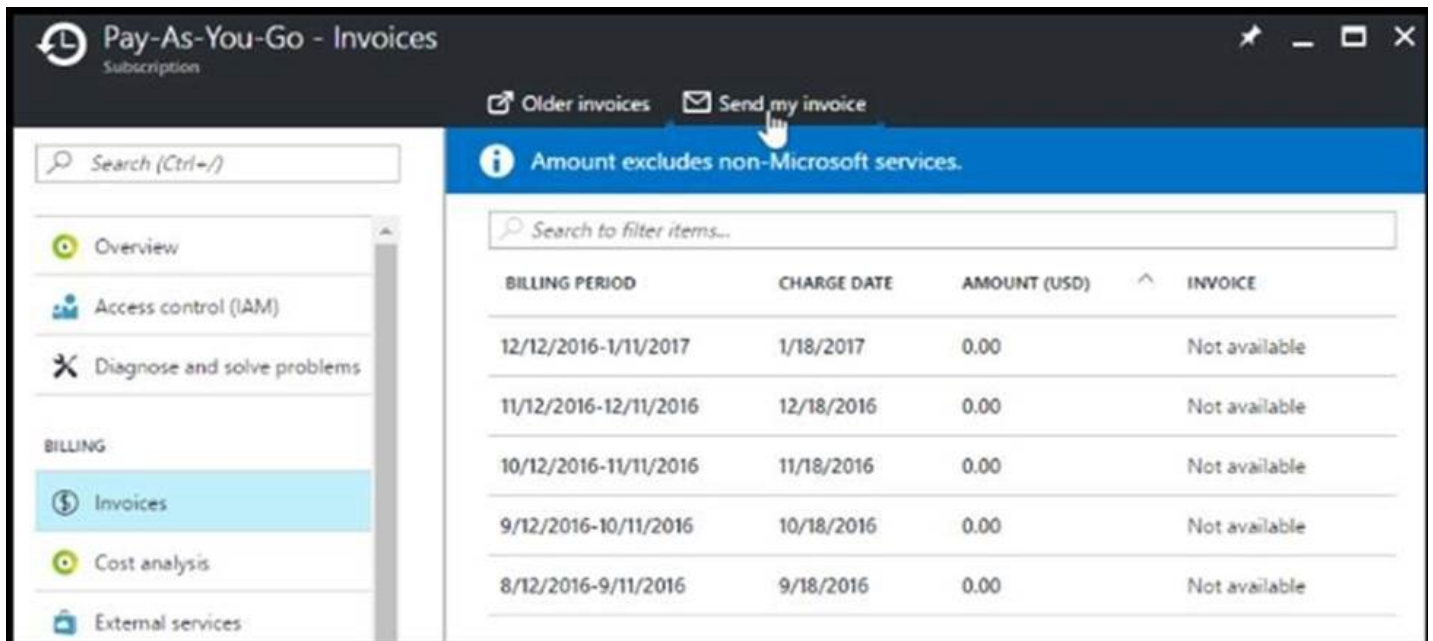 Pay-As-You-Go - Invoices
Subscription
Older invoices Send my invoice
Search (Ctrl+/)
Amount excludes non-Microsoft services.
Search to filter items...
Overview
Access control (IAM)
Diagnose and solve problems
BILLING
Invoices
Cost analysis
External services
BILLING PERIOD CHARGE DATE AMOUNT (USD) INVOICE
12/12/2016-1/11/2017 1/18/2017 0.00 Not available
11/12/2016-12/11/2016 12/18/2016 0.00 Not available
10/12/2016-11/11/2016 11/18/2016 0.00 Not available
9/12/2016-10/11/2016 10/18/2016 0.00 Not available
8/12/2016-9/11/2016 9/18/2016 0.00 Not available